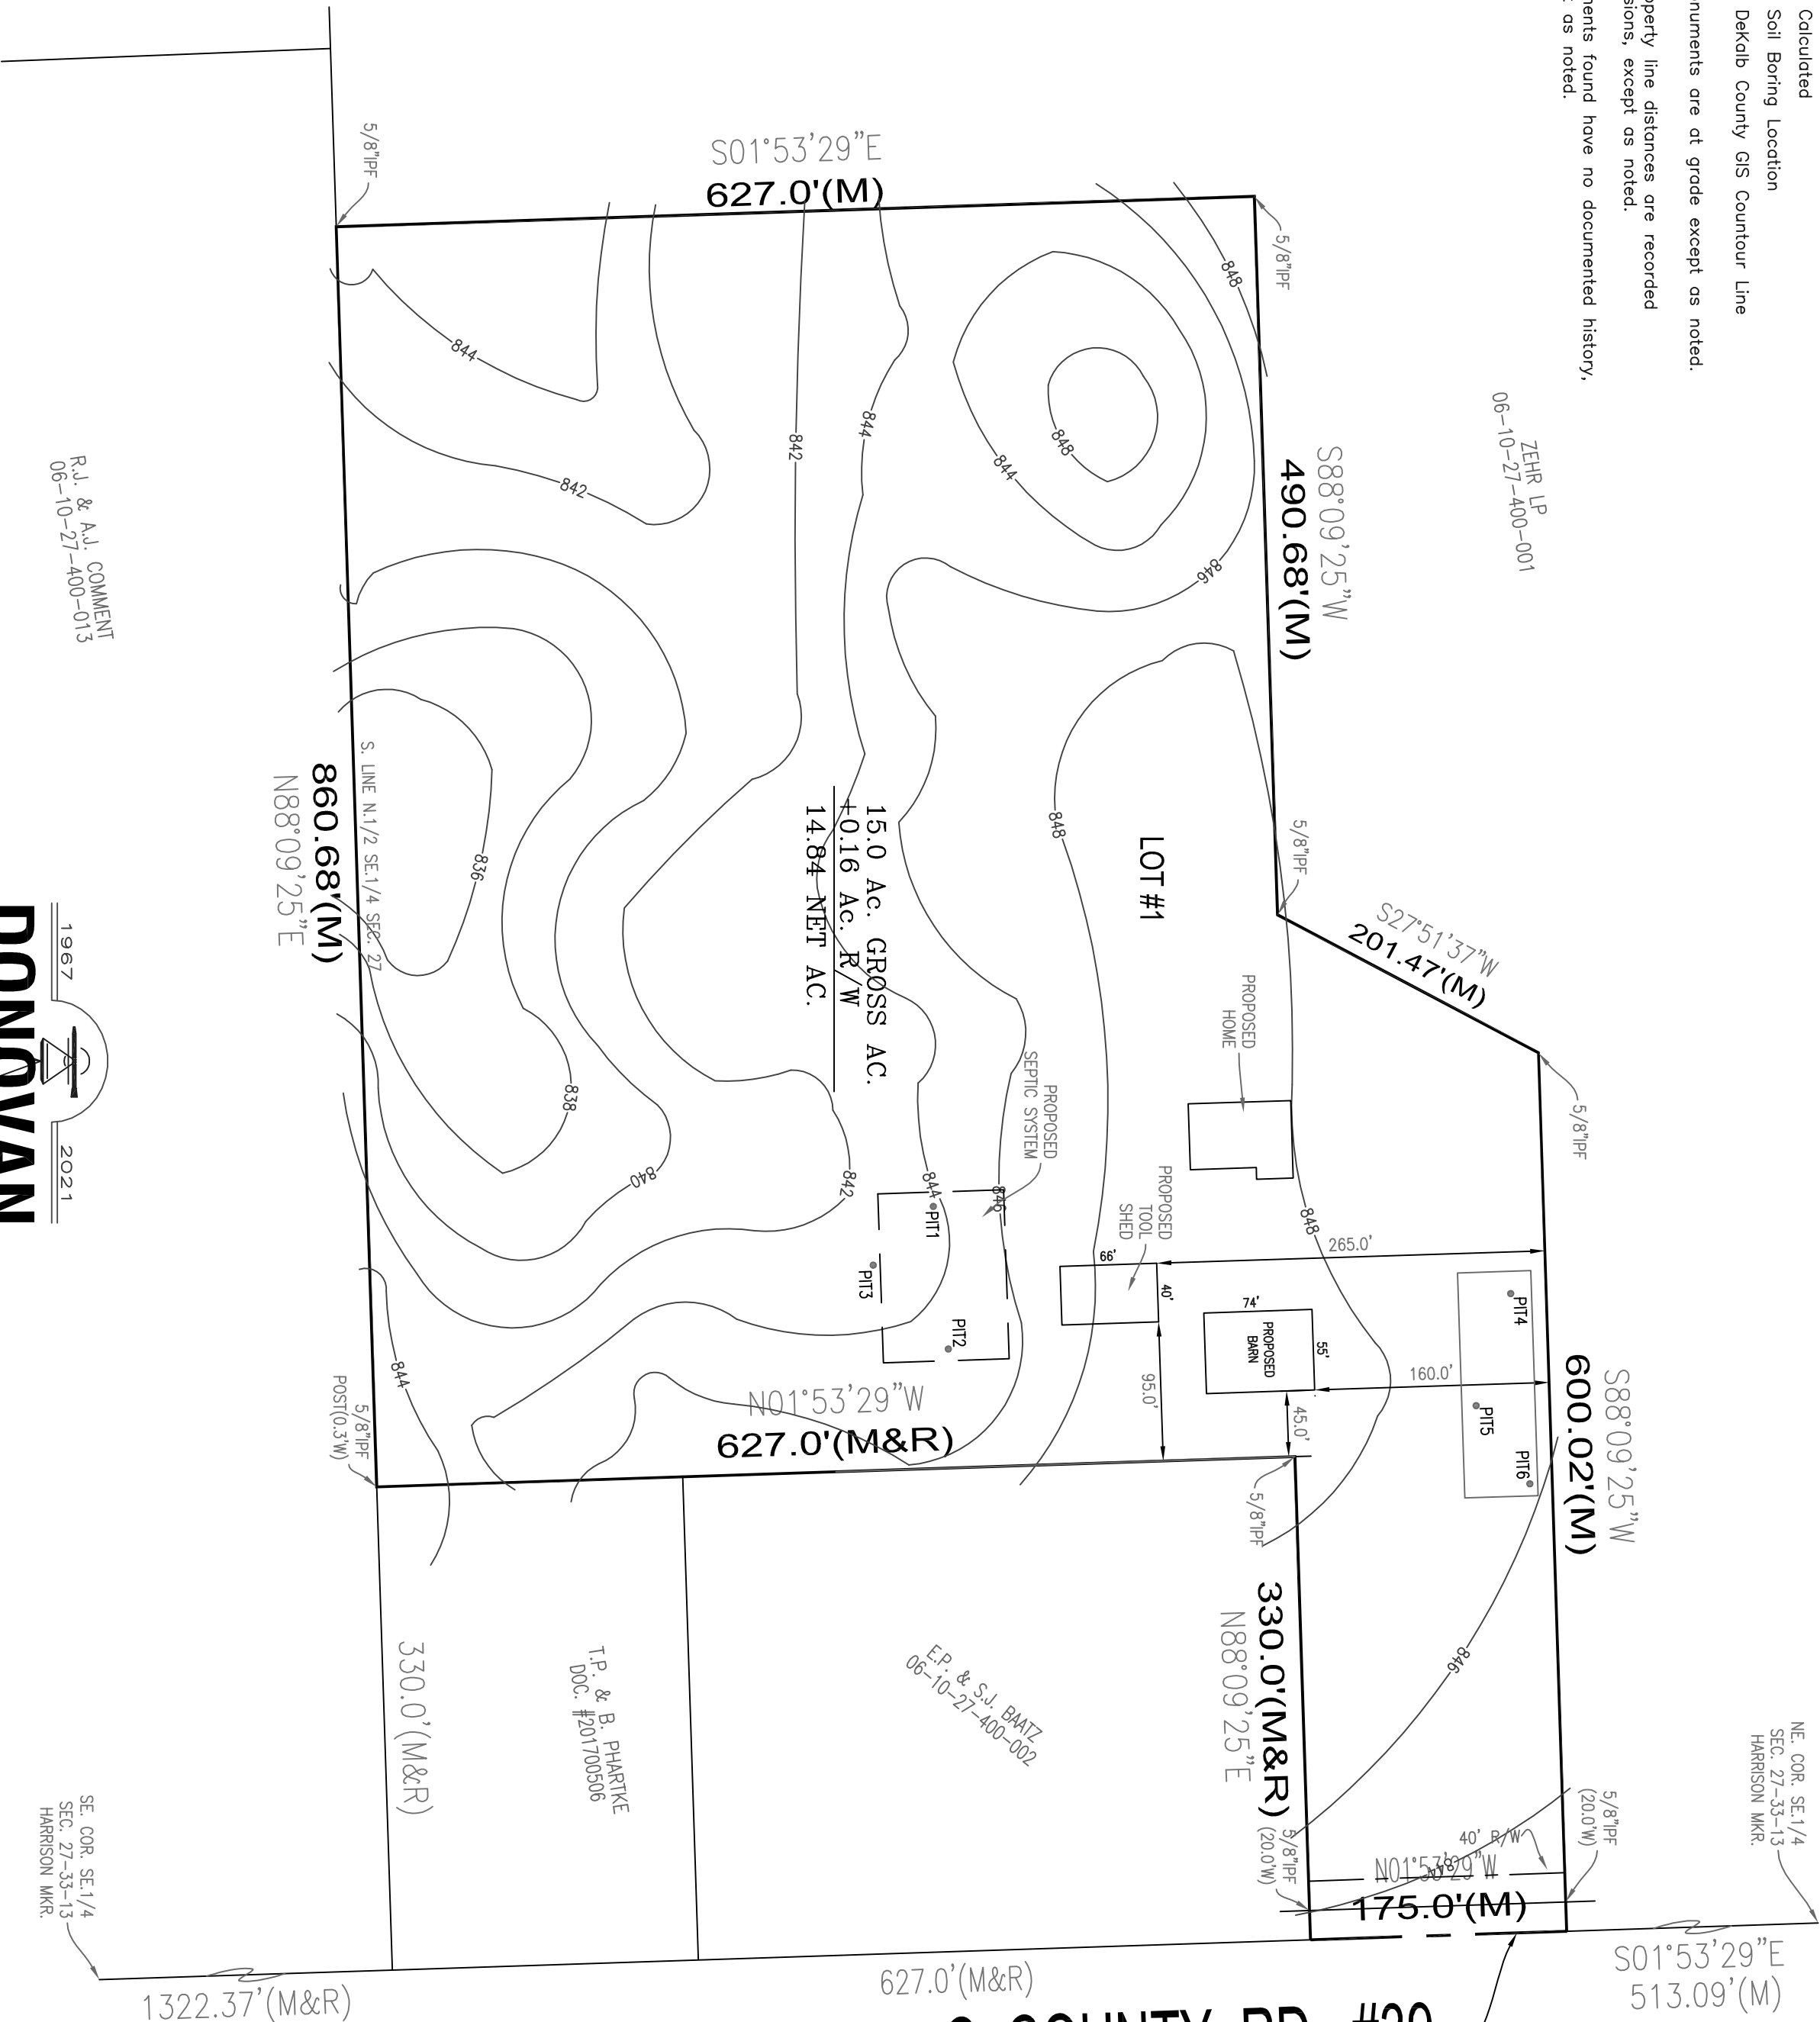 Calculated
Soil Boring Location
DeKalb County GIS Countour Line
are at grade except as noted.
line distances are recorded
except as noted.
found have no documented history,
as noted.
ZEHR LP
06-10-27-400-001
S01°53'29"E
627.0'(M)
5/8"IPF
5/8"IPF
S88°09'25"W
490.68'(M)
5/8"IPF
S27°51'37"W
201.47'(M)
5/8"IPF
S88°09'25"W
600.02'(M)
848
848
844
846
844
842
844
842
848
836
838
840
842
844
846
848
844
846
844
LOT #1
15.0 Ac. GROSS AC.
+0.16 Ac. R/W
14.84 NET AC.
PROPOSED
HOME
PROPOSED
SEPTIC SYSTEM
PROPOSED
TOOL
SHED
PROPOSED
BARN
66'
40'
74'
55'
265.0'
160.0'
95.0'
45.0'
PIT1
PIT2
PIT3
PIT4
PIT5
PIT6
S. LINE N.1/2 SE.1/4 SEC. 27
860.68'(M)
N88°09'25"E
R.J. & A.J. COMMENT
06-10-27-400-013
N01°53'29"W
627.0'(M&R)
5/8"IPF
POST(0.3'W)
5/8"IPF
330.0'(M&R)
N88°09'25"E
330.0'(M&R)
T.P. & B. PHARTKE
DOC. #201700506
E.P. & S.J. BAATZ
06-10-27-400-002
5/8"IPF
(20.0'W)
5/8"IPF
(20.0'W)
40' R/W
N01°53'29"W
175.0'(M)
NE. COR. SE.1/4
SEC. 27-33-13
HARRISON MKR.
SE. COR. SE.1/4
SEC. 27-33-13
HARRISON MKR.
S01°53'29"E
513.09'(M)
627.0'(M&R)
1322.37'(M&R)
COUNTY RD. #20
1967
2021
DONOVAN